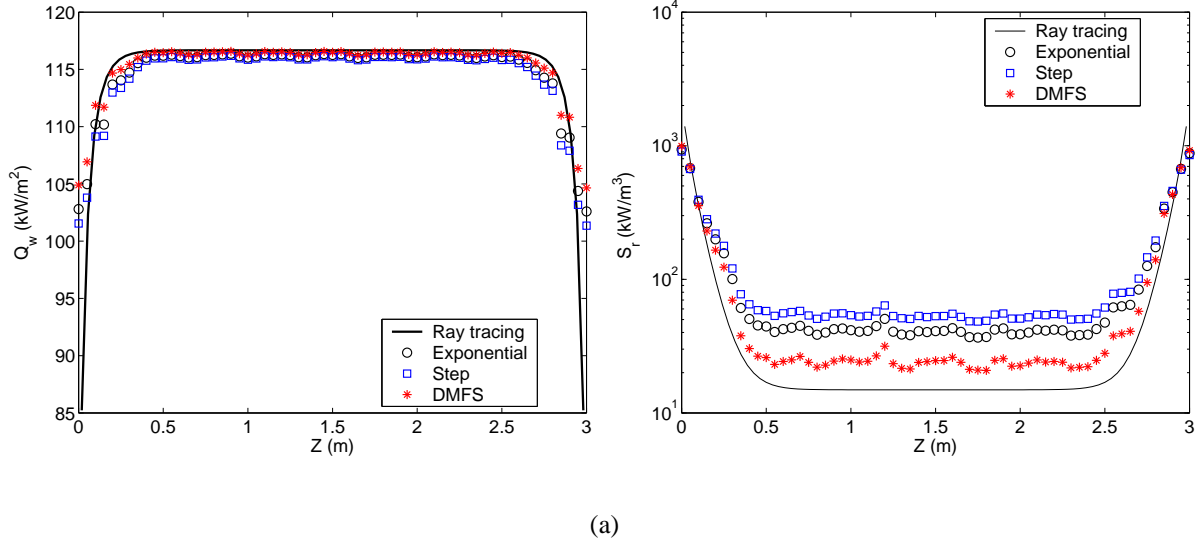 120
115
110
105
100
95
90
85
0 0.5 1 1.5 2 2.5 3
Z (m)
Q_w (kW/m^2)
Ray tracing
Exponential
Step
DMFS
10^4
10^3
10^2
10^1
0 0.5 1 1.5 2 2.5 3
Z (m)
S_r (kW/m^3)
Ray tracing
Exponential
Step
DMFS
(a)